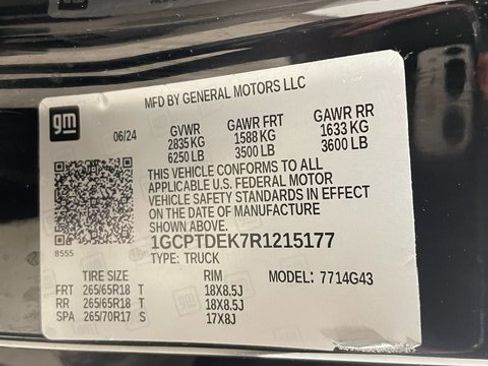 MFD BY GENERAL MOTORS LLC
gm
06/24
GVWR GAWR FRT GAWR RR
2835 KG 1588 KG 1633 KG
6250 LB 3500 LB 3600 LB
THIS VEHICLE CONFORMS TO ALL
APPLICABLE U.S. FEDERAL MOTOR
VEHICLE SAFETY STANDARDS IN EFFECT
ON THE DATE OF MANUFACTURE
SHOWN ABOVE.
8555
1GCPTDEK7R1215177
TYPE: TRUCK
TIRE SIZE RIM MODEL: 7714G43
FRT 265/65R18 T 18X8.5J
RR 265/65R18 T 18X8.5J
SPA 265/70R17 S 17X8J